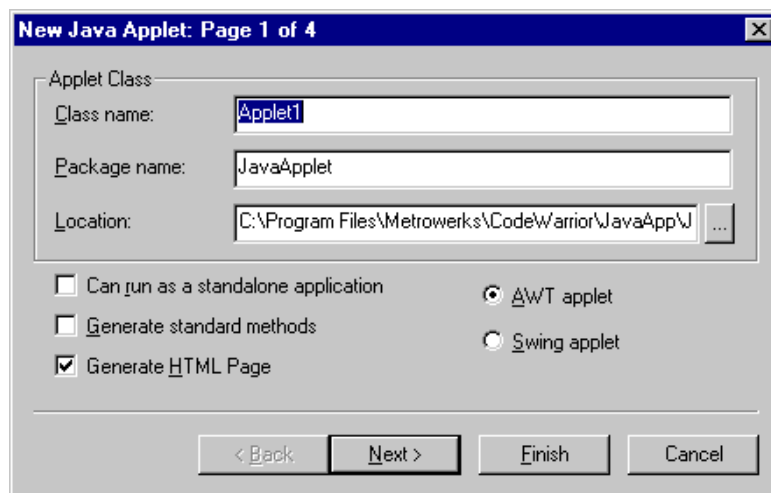 New Java Applet: Page 1 of 4
Applet Class
Class name: Applet1
Package name: JavaApplet
Location: C:\Program Files\Metrowerks\CodeWarrior\JavaApp\J ...
Can run as a standalone application
Generate standard methods
Generate HTML Page
AWT applet
Swing applet
< Back Next > Finish Cancel